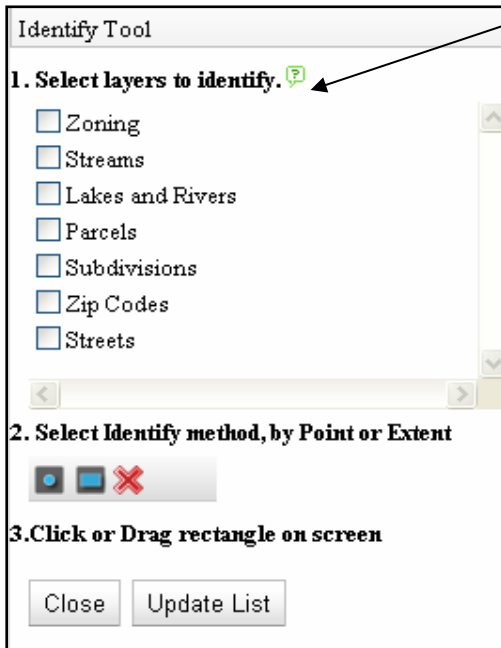 Identify Tool
1. Select layers to identify. ?
Zoning
Streams
Lakes and Rivers
Parcels
Subdivisions
Zip Codes
Streets
2. Select Identify method, by Point or Extent
3.Click or Drag rectangle on screen
Close Update List